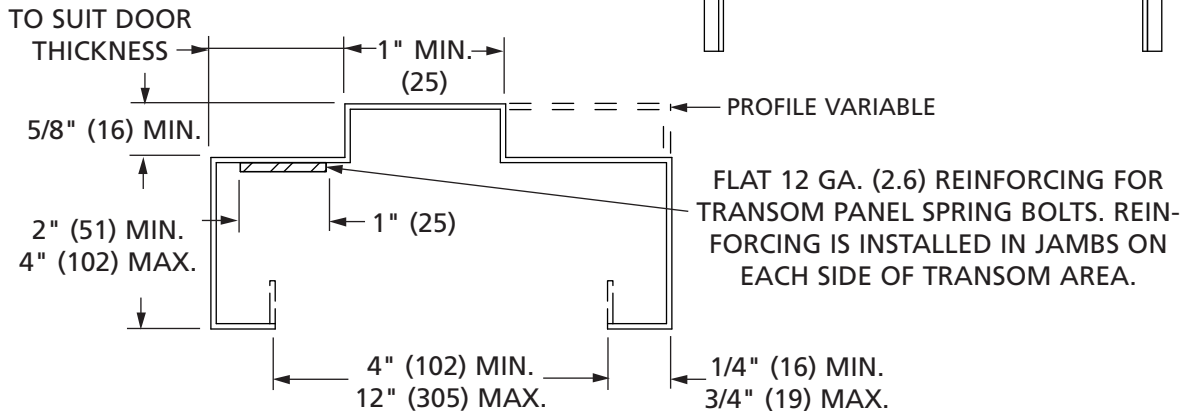 TO SUIT DOOR
THICKNESS
1" MIN.
(25)
PROFILE VARIABLE
5/8" (16) MIN.
FLAT 12 GA. (2.6) REINFORCING FOR
TRANSOM PANEL SPRING BOLTS. REIN-
FORCING IS INSTALLED IN JAMBS ON
EACH SIDE OF TRANSOM AREA.
1" (25)
2" (51) MIN.
4" (102) MAX.
4" (102) MIN.
12" (305) MAX.
1/4" (16) MIN.
3/4" (19) MAX.